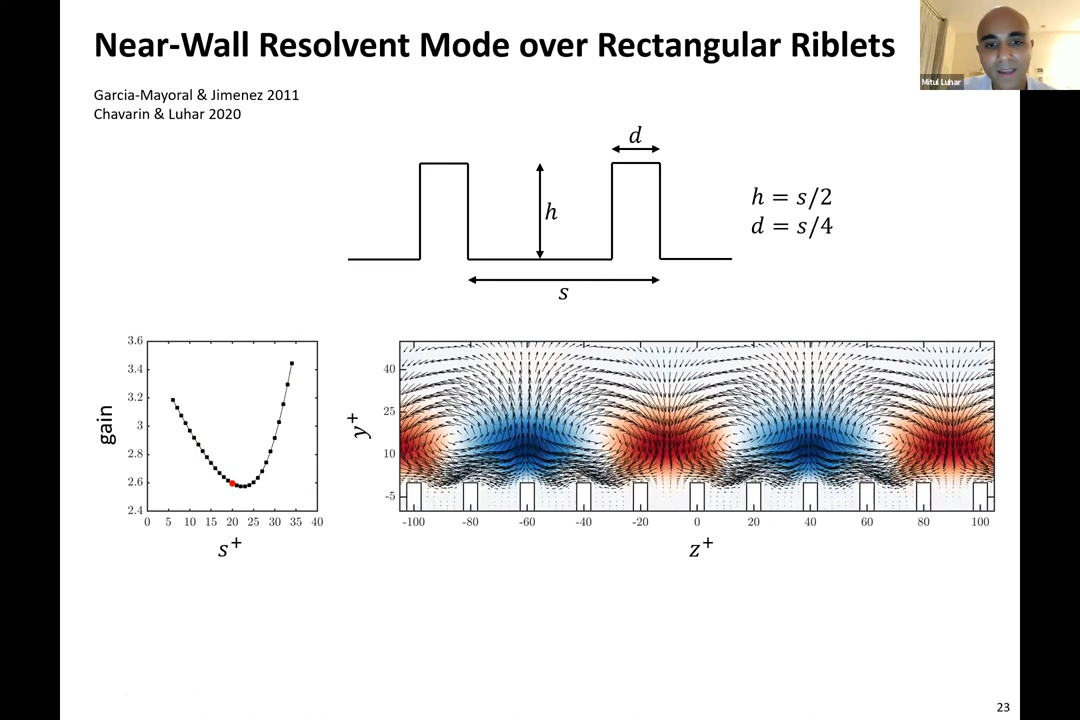 Near-Wall Resolvent Mode over Rectangular Riblets
Mitul Luhar
Garcia-Mayoral & Jimenez 2011
Chavarin & Luhar 2020
d
h
s
h = s/2
d = s/4
gain
3.6
3.4
3.2
3
2.8
2.6
2.4
0 5 10 15 20 25 30 35 40
s⁺
y⁺
40
25
10
-5
-100 -80 -60 -40 -20 0 20 40 60 80 100
z⁺
23